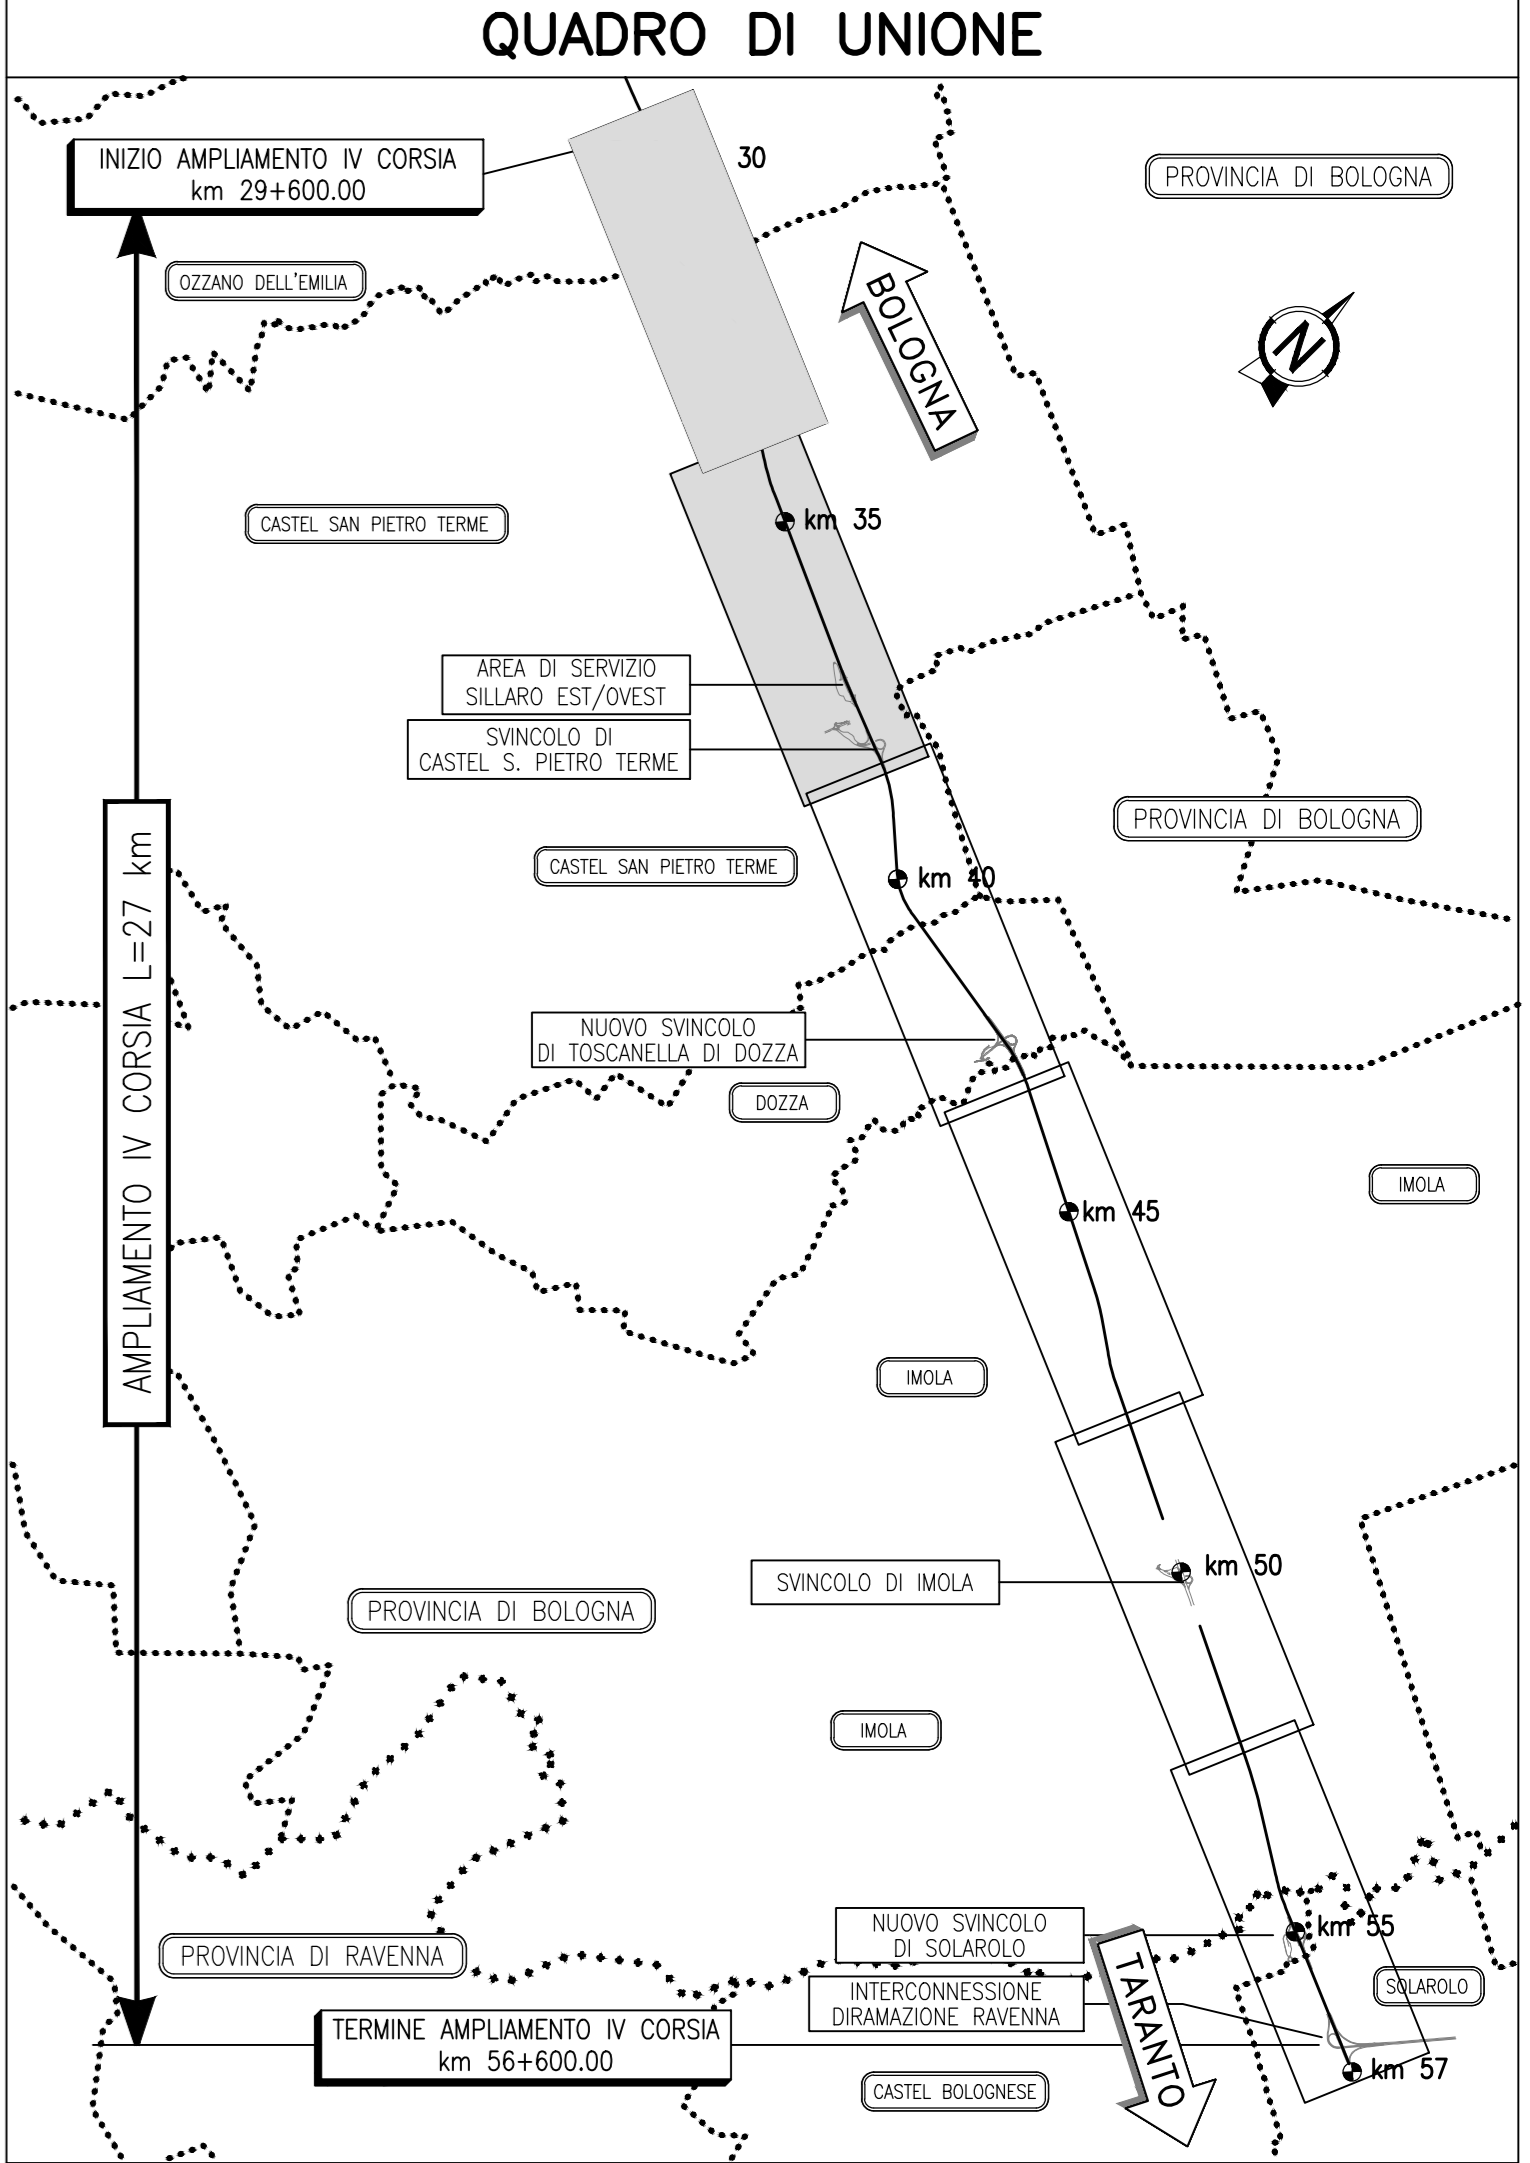 QUADRO DI UNIONE
INIZIO AMPLIAMENTO IV CORSIA
km 29+600.00
30
PROVINCIA DI BOLOGNA
OZZANO DELL'EMILIA
BOLOGNA
N
CASTEL SAN PIETRO TERME
km 35
AREA DI SERVIZIO
SILLARO EST/OVEST
SVINCOLO DI
CASTEL S. PIETRO TERME
PROVINCIA DI BOLOGNA
CASTEL SAN PIETRO TERME
km 40
AMPLIAMENTO IV CORSIA L=27 km
NUOVO SVINCOLO
DI TOSCANELLA DI DOZZA
DOZZA
IMOLA
km 45
IMOLA
km 50
SVINCOLO DI IMOLA
PROVINCIA DI BOLOGNA
IMOLA
NUOVO SVINCOLO
DI SOLAROLO
km 55
PROVINCIA DI RAVENNA
INTERCONNESSIONE
DIRAMAZIONE RAVENNA
SOLAROLO
TARANTO
TERMINE AMPLIAMENTO IV CORSIA
km 56+600.00
km 57
CASTEL BOLOGNESE